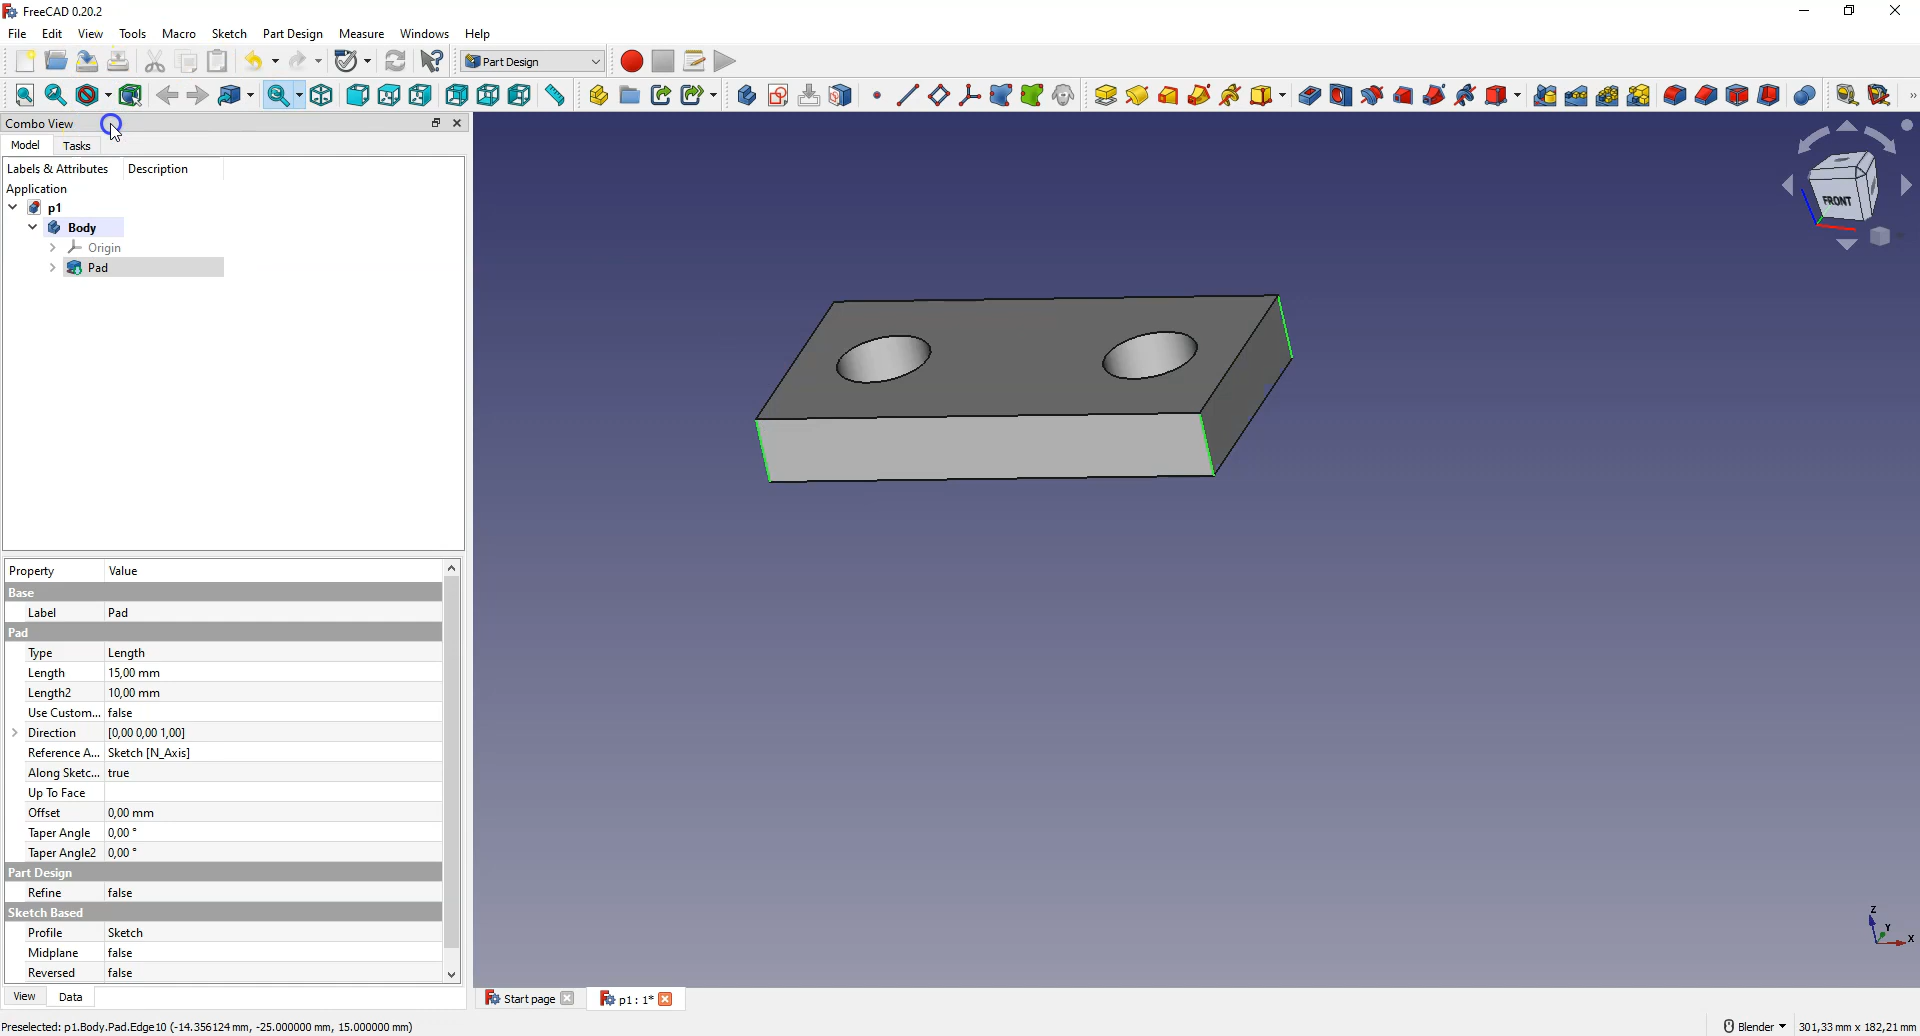 FreeCAD 0.20.2
File Edit View Tools Macro Sketch Part Design Measure Windows Help
Part Design
Combo View
Model Tasks
Labels & Attributes Description
Application
p1
Body
Origin
Pad
Property Value
Base
Label Pad
Pad
Type Length
Length 15,00 mm
Length2 10,00 mm
Use Custom... false
Direction [0,00 0,00 1,00]
Reference A... Sketch [N_Axis]
Along Sketc... true
Up To Face
Offset 0,00 mm
Taper Angle 0,00 °
Taper Angle2 0,00 °
Part Design
Refine false
Sketch Based
Profile Sketch
Midplane false
Reversed false
View Data
FRONT
Z
Y
X
Start page p1 : 1*
Preselected: p1.Body.Pad.Edge10 (-14.356124 mm, -25.000000 mm, 15.000000 mm)
Blender 301,33 mm x 182,21 mm